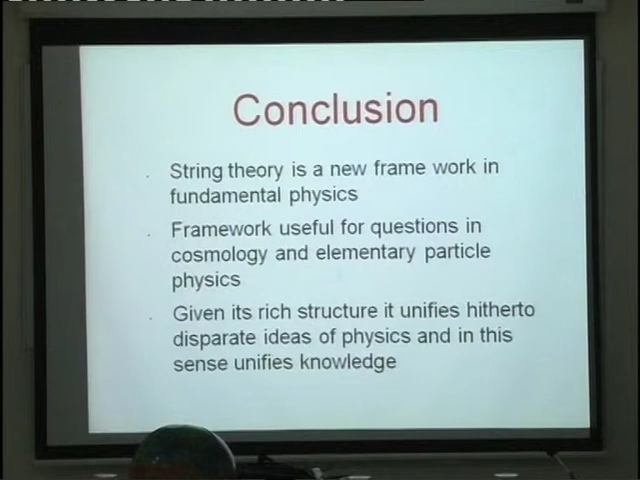 Conclusion
String theory is a new frame work in
fundamental physics
Framework useful for questions in
cosmology and elementary particle
physics
Given its rich structure it unifies hitherto
disparate ideas of physics and in this
sense unifies knowledge